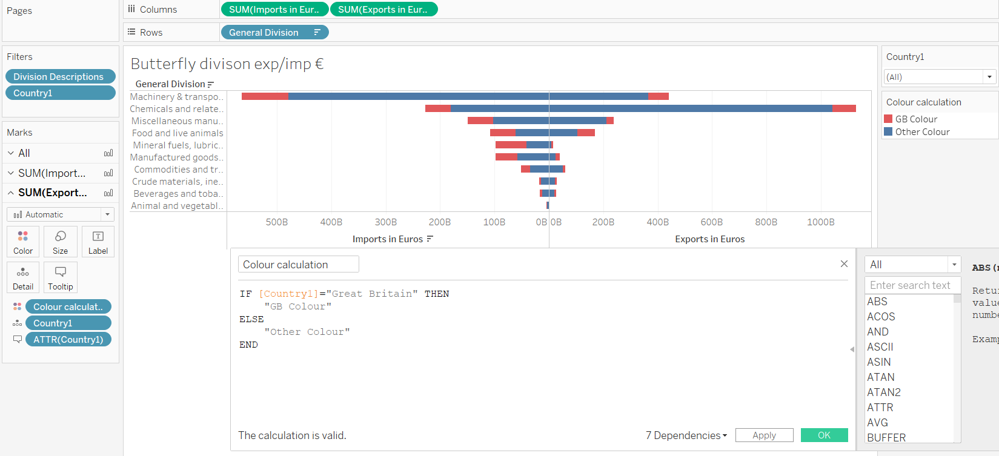 Pages
Columns
SUM(Imports in Eur..
SUM(Exports in Eur..
Rows
General Division
Filters
Division Descriptions
Country1
Marks
All
SUM(Import...
SUM(Export...
Automatic
Color
Size
Label
Detail
Tooltip
Colour calculat..
Country1
ATTR(Country1)
Butterfly divison exp/imp €
General Division
Machinery & transpo..
Chemicals and relate..
Miscellaneous manu..
Food and live animals
Mineral fuels, lubric..
Manufactured goods..
Commodities and tr..
Crude materials, ine..
Beverages and toba..
Animal and vegetabl..
500B 400B 300B 200B 100B 0B 0B 200B 400B 600B 800B 1000B
Imports in Euros
Exports in Euros
Country1
(All)
Colour calculation
GB Colour
Other Colour
Colour calculation
IF [Country1]="Great Britain" THEN
"GB Colour"
ELSE
"Other Colour"
END
The calculation is valid.
7 Dependencies
Apply
OK
All
Enter search text
ABS
ACOS
AND
ASCII
ASIN
ATAN
ATAN2
ATTR
AVG
BUFFER
ABS(
Retu
value
numbe
Examp